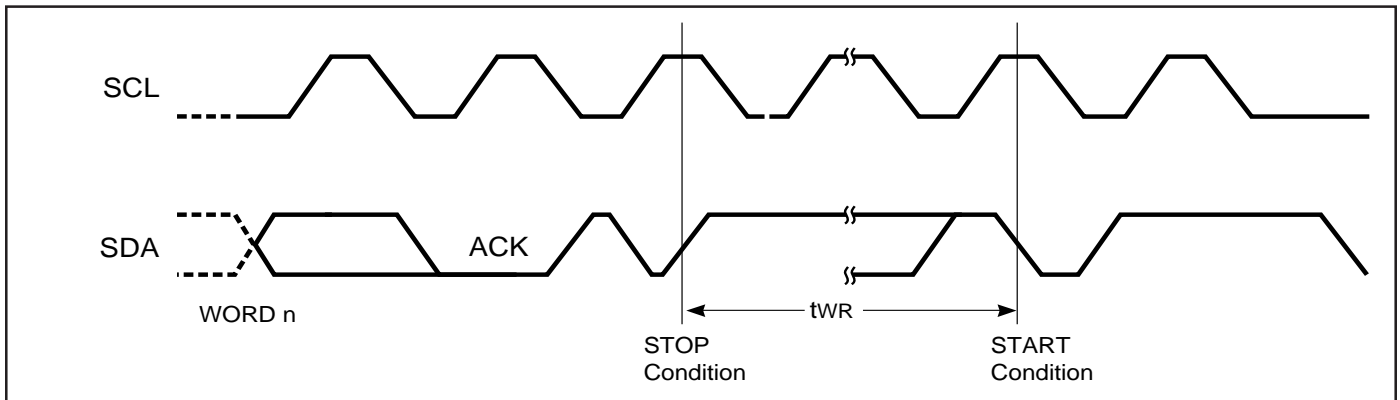 SCL
SDA
ACK
WORD n
tWR
STOP
Condition
START
Condition